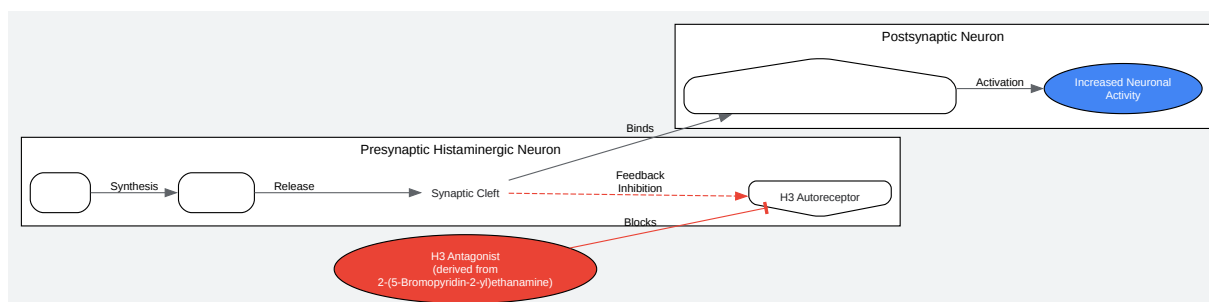 Postsynaptic Neuron
Activation
Increased Neuronal
Activity
Binds
Presynaptic Histaminergic Neuron
Synthesis
Release
Synaptic Cleft
Feedback
Inhibition
H3 Autoreceptor
Blocks
H3 Antagonist
(derived from
2-(5-Bromopyridin-2-yl)ethanamine)